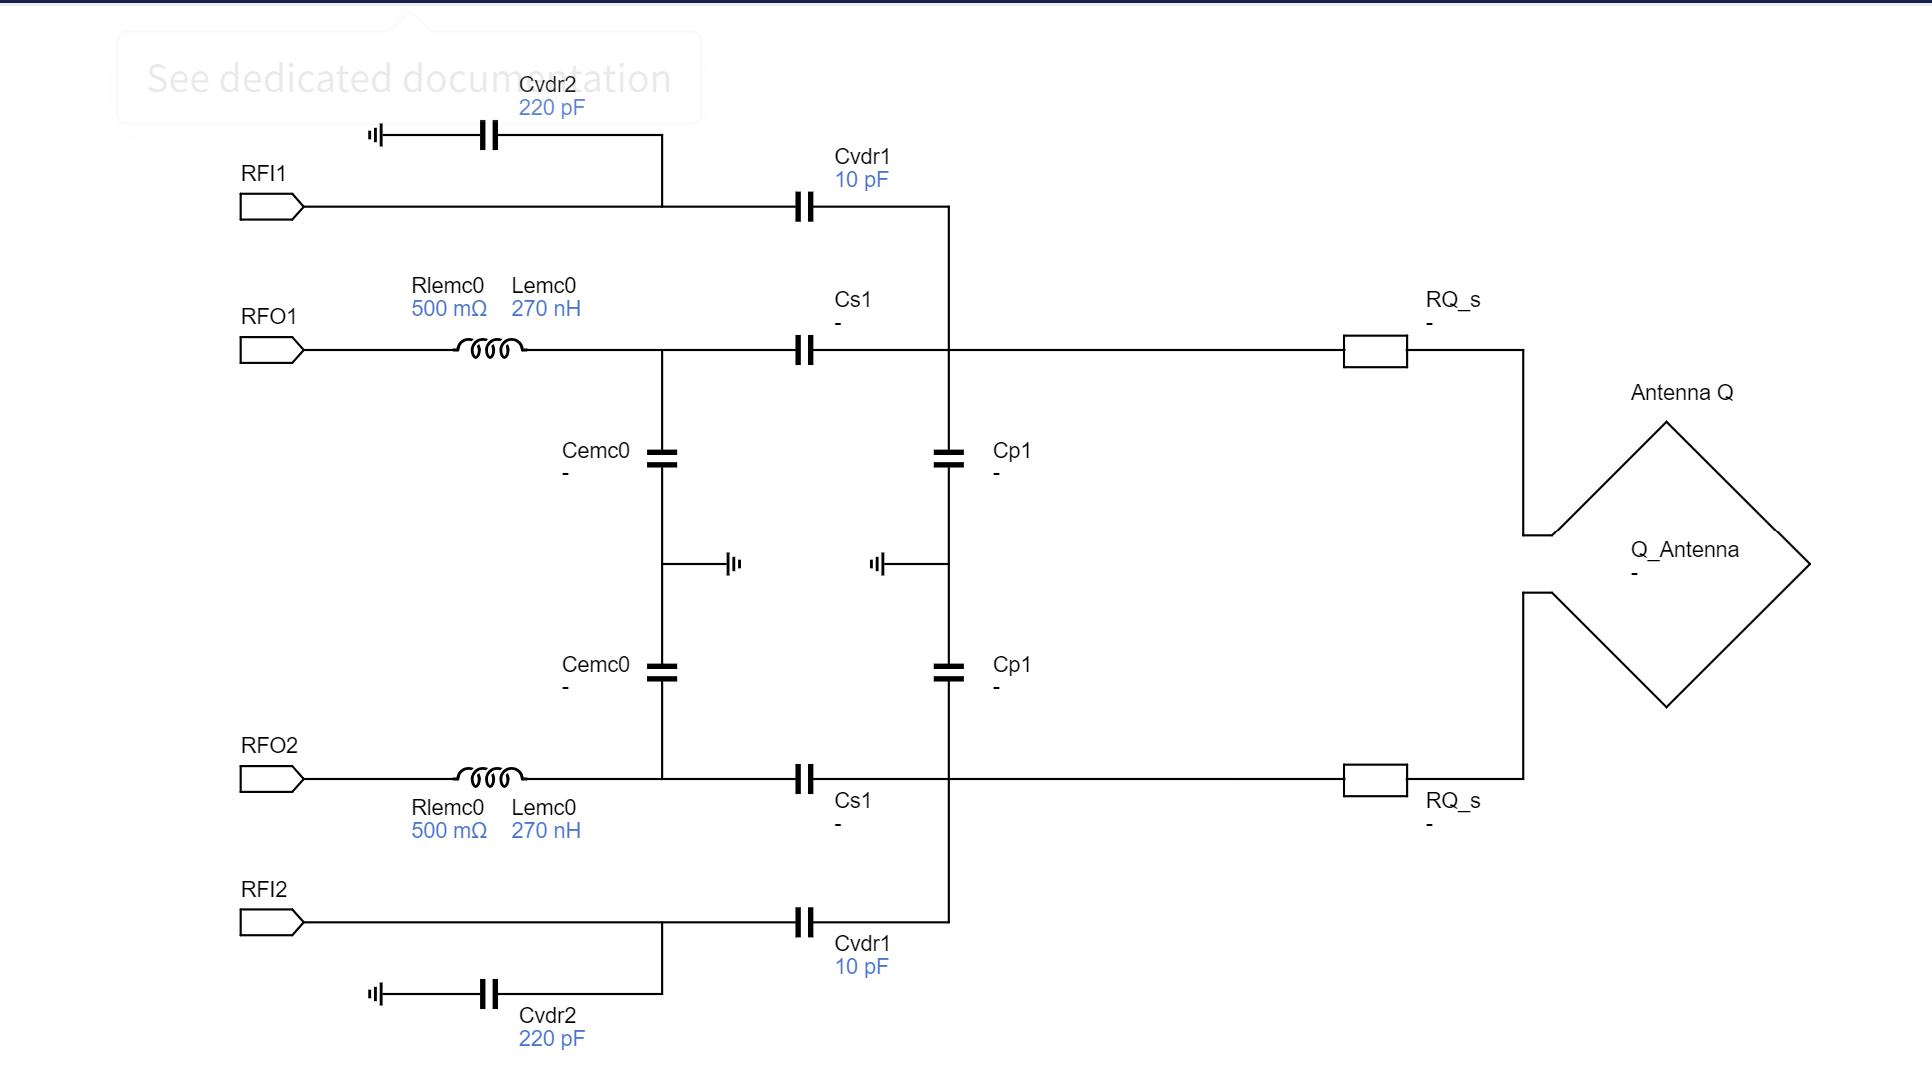 See dedicated documentation
Cvdr2
220 pF
Cvdr1
10 pF
RFI1
Rlemc0 Lemc0
500 mΩ 270 nH
Cs1
-
RQ_s
-
RFO1
Antenna Q
Cemc0
-
Cp1
-
Q_Antenna
-
Cemc0
-
Cp1
-
RFO2
Rlemc0 Lemc0
500 mΩ 270 nH
Cs1
-
RQ_s
-
RFI2
Cvdr1
10 pF
Cvdr2
220 pF